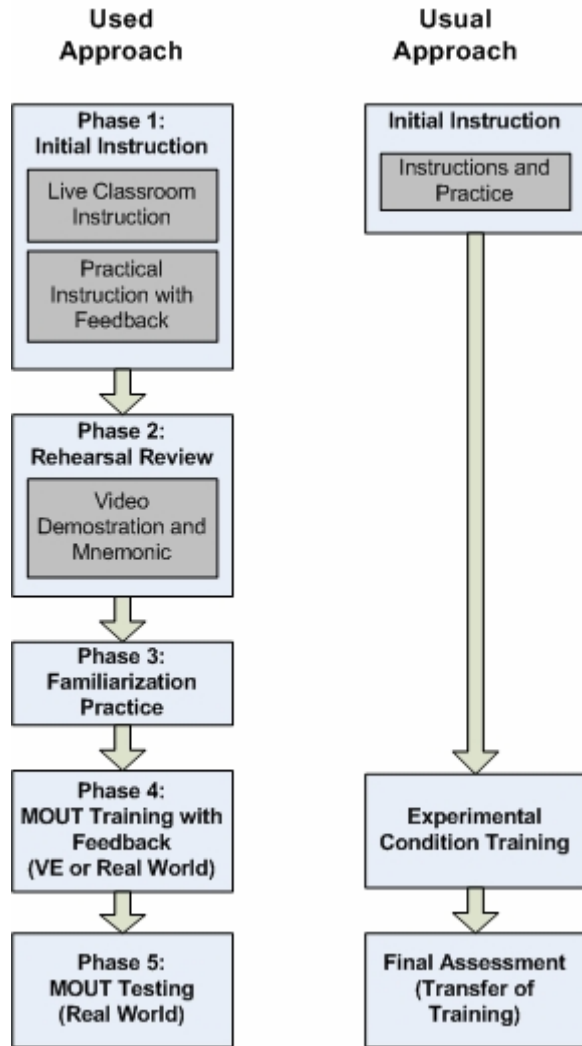 Used
Approach
Phase 1:
Initial Instruction
Live Classroom
Instruction
Practical
Instruction with
Feedback
Phase 2:
Rehearsal Review
Video
Demostration and
Mnemonic
Phase 3:
Familiarization
Practice
Phase 4:
MOUT Training with
Feedback
(VE or Real World)
Phase 5:
MOUT Testing
(Real World)
Usual
Approach
Initial Instruction
Instructions and
Practice
Experimental
Condition Training
Final Assessment
(Transfer of
Training)